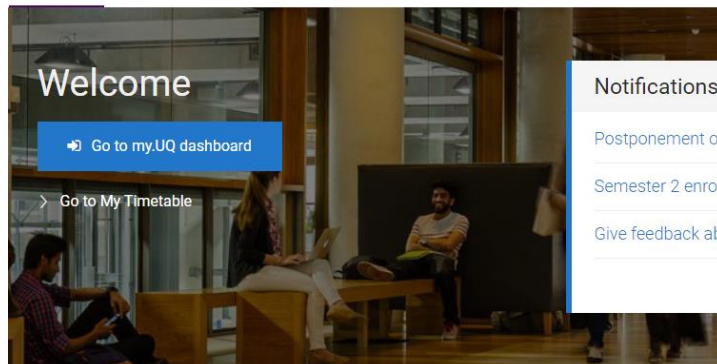 Welcome
Go to my.UQ dashboard
Go to My Timetable
Notifications
Postponement o
Semester 2 enro
Give feedback ab